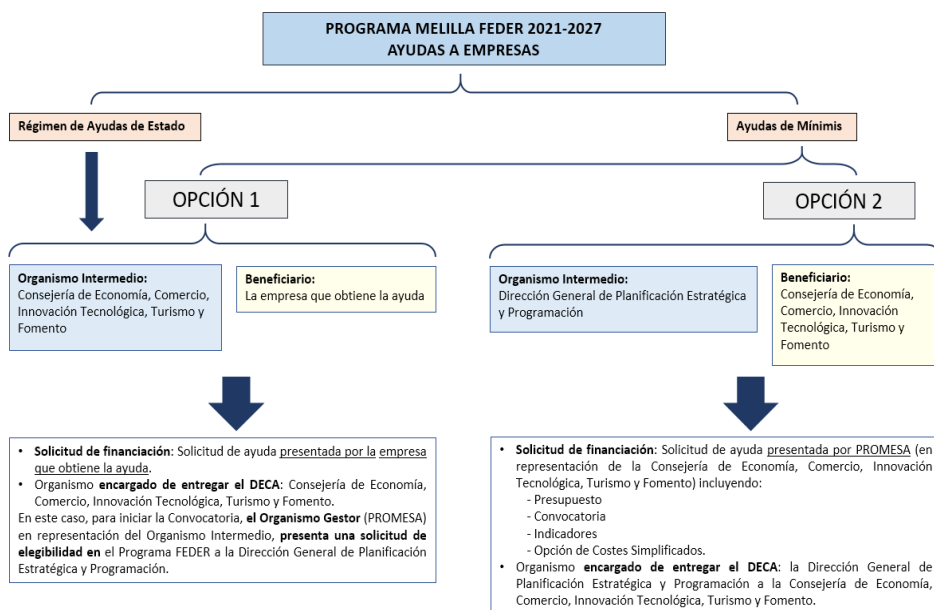 PROGRAMA MELILLA FEDER 2021-2027
AYUDAS A EMPRESAS
Régimen de Ayudas de Estado
Ayudas de Mínimis
OPCIÓN 1
OPCIÓN 2
Organismo Intermedio:
Consejería de Economía, Comercio,
Innovación Tecnológica, Turismo y
Fomento
Beneficiario:
La empresa que obtiene la ayuda
Organismo Intermedio:
Dirección General de Planificación Estratégica
y Programación
Beneficiario:
Consejería de Economía,
Comercio, Innovación
Tecnológica, Turismo y
Fomento
• Solicitud de financiación: Solicitud de ayuda presentada por la empresa
que obtiene la ayuda.
• Organismo encargado de entregar el DECA: Consejería de Economía,
Comercio, Innovación Tecnológica, Turismo y Fomento.
En este caso, para iniciar la Convocatoria, el Organismo Gestor (PROMESA)
en representación del Organismo Intermedio, presenta una solicitud de
elegibilidad en el Programa FEDER a la Dirección General de Planificación
Estratégica y Programación.
• Solicitud de financiación: Solicitud de ayuda presentada por PROMESA (en
representación de la Consejería de Economía, Comercio, Innovación
Tecnológica, Turismo y Fomento) incluyendo:
- Presupuesto
- Convocatoria
- Indicadores
- Opción de Costes Simplificados.
• Organismo encargado de entregar el DECA: la Dirección General de
Planificación Estratégica y Programación a la Consejería de Economía,
Comercio, Innovación Tecnológica, Turismo y Fomento.